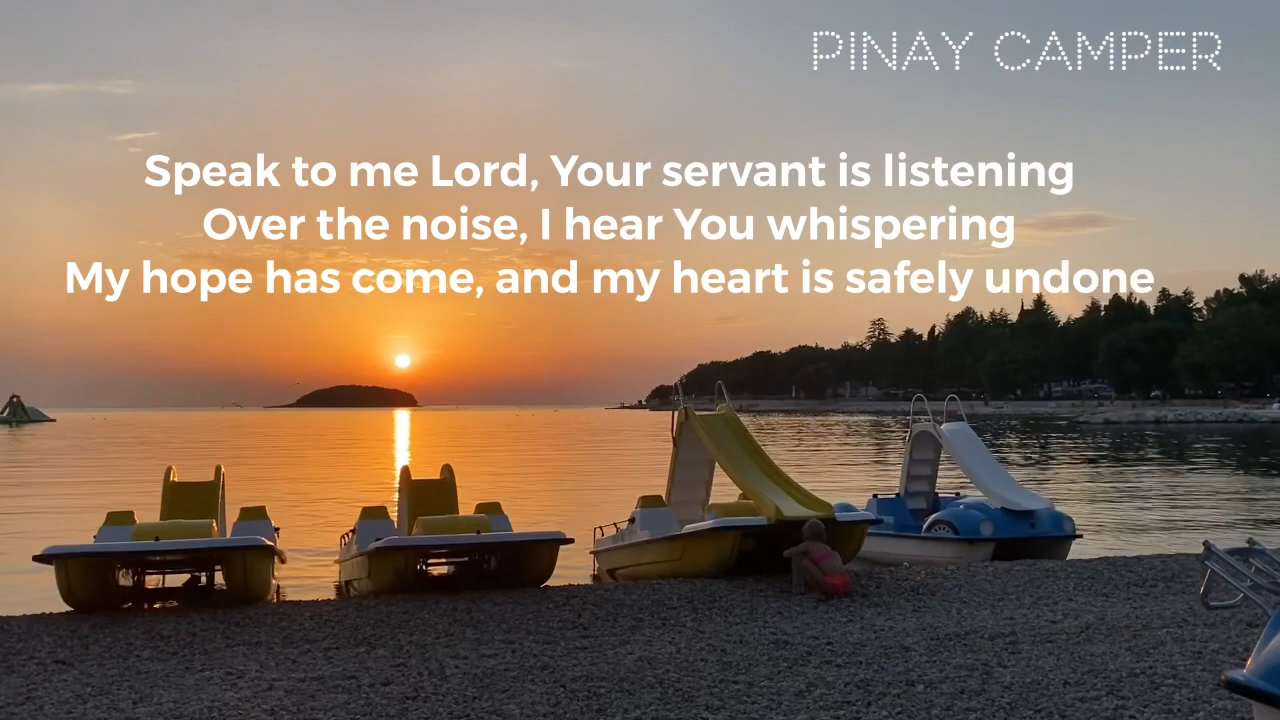 PINAY CAMPER
Speak to me Lord, Your servant is listening
Over the noise, I hear You whispering
My hope has come, and my heart is safely undone